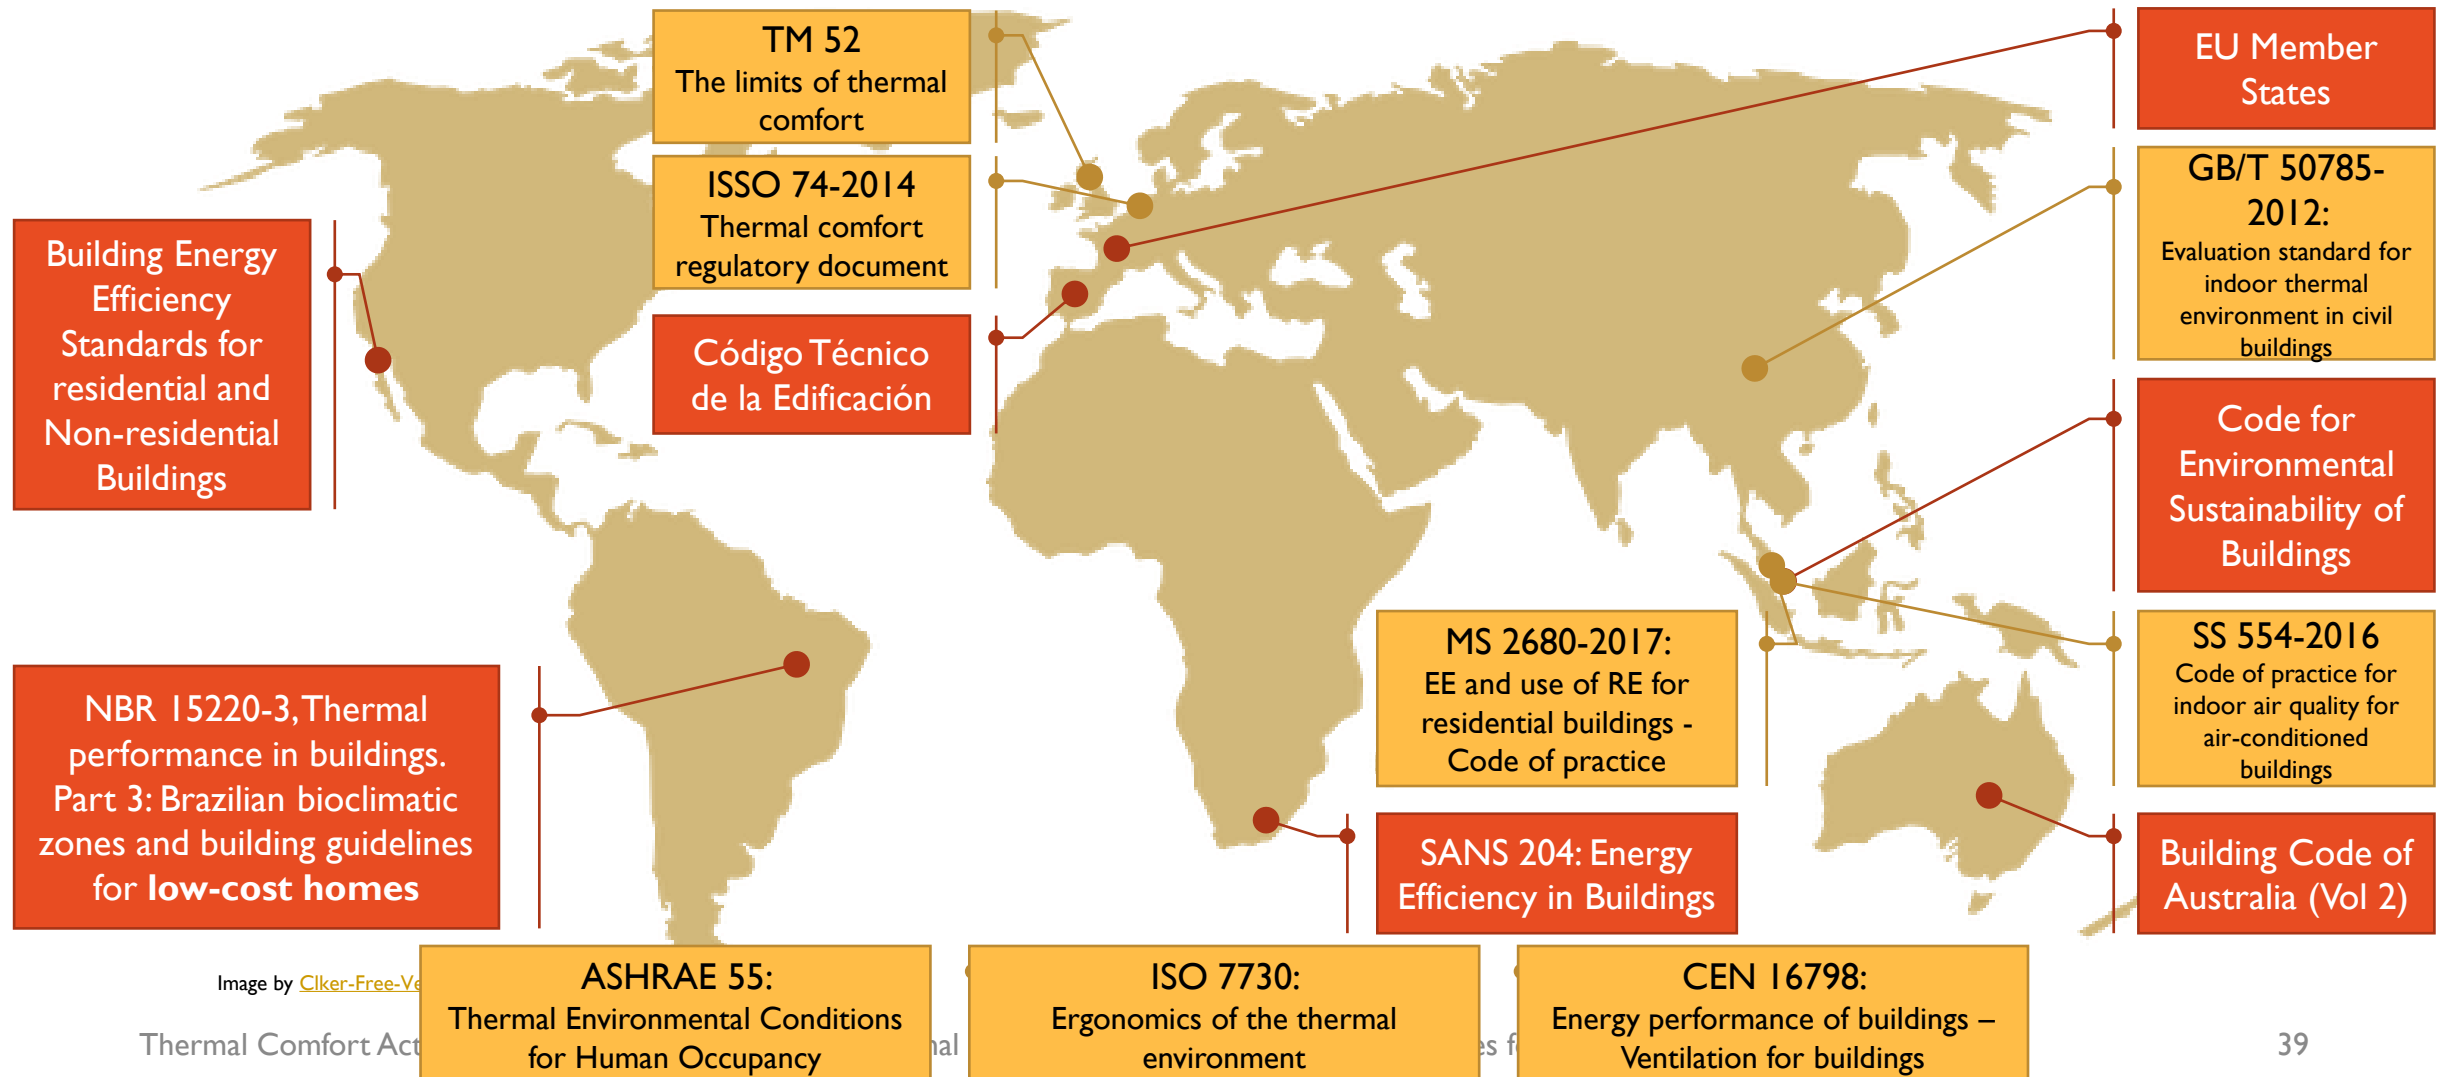 TM 52
The limits of thermal
comfort
ISSO 74-2014
Thermal comfort
regulatory document
Código Técnico
de la Edificación
Building Energy
Efficiency
Standards for
residential and
Non-residential
Buildings
NBR 15220-3, Thermal
performance in buildings.
Part 3: Brazilian bioclimatic
zones and building guidelines
for low-cost homes
EU Member
States
GB/T 50785-
2012:
Evaluation standard for
indoor thermal
environment in civil
buildings
Code for
Environmental
Sustainability of
Buildings
MS 2680-2017:
EE and use of RE for
residential buildings -
Code of practice
SS 554-2016
Code of practice for
indoor air quality for
air-conditioned
buildings
SANS 204: Energy
Efficiency in Buildings
Building Code of
Australia (Vol 2)
Image by Clker-Free-Ve
ASHRAE 55:
Thermal Environmental Conditions
for Human Occupancy
ISO 7730:
Ergonomics of the thermal
environment
CEN 16798:
Energy performance of buildings –
Ventilation for buildings
Thermal Comfort Act
39